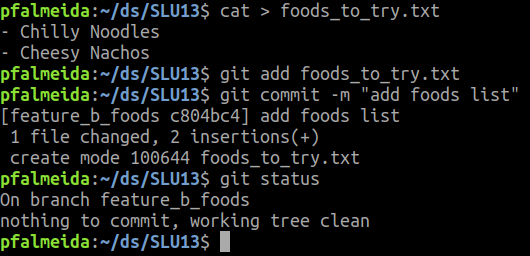 pfalmeida:~/ds/SLU13$ cat > foods_to_try.txt
- Chilly Noodles
- Cheesy Nachos
pfalmeida:~/ds/SLU13$ git add foods_to_try.txt
pfalmeida:~/ds/SLU13$ git commit -m "add foods list"
[feature_b_foods c804bc4] add foods list
 1 file changed, 2 insertions(+)
 create mode 100644 foods_to_try.txt
pfalmeida:~/ds/SLU13$ git status
On branch feature_b_foods
nothing to commit, working tree clean
pfalmeida:~/ds/SLU13$